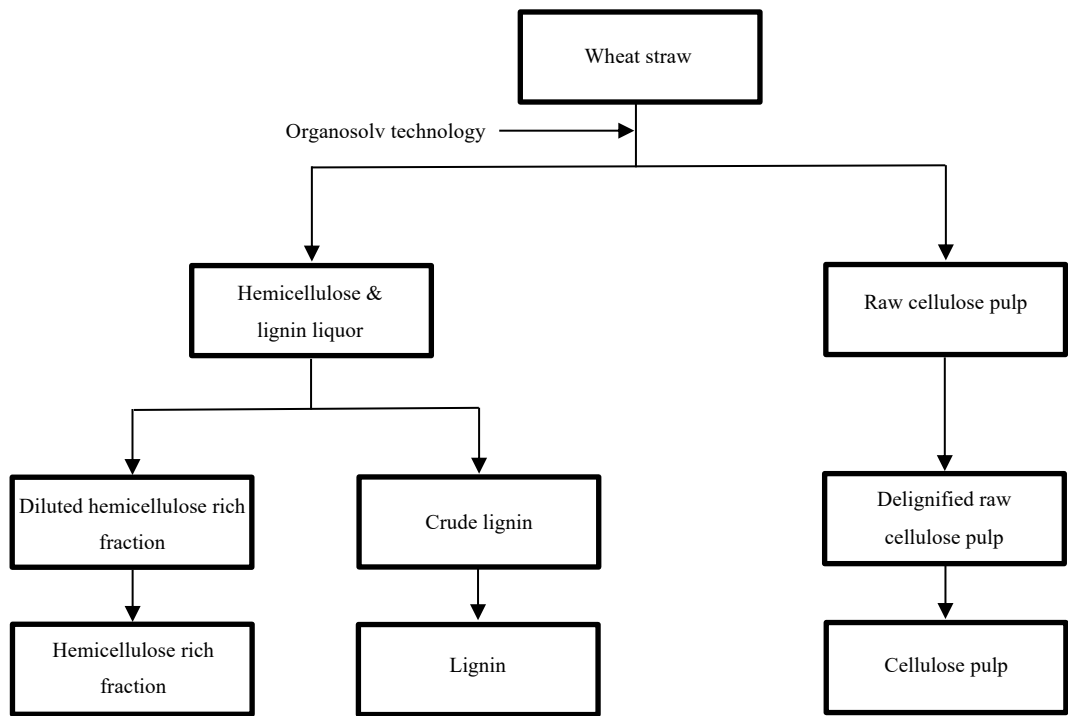 Wheat straw
Organosolv technology
Hemicellulose &
lignin liquor
Raw cellulose pulp
Diluted hemicellulose rich
fraction
Crude lignin
Delignified raw
cellulose pulp
Hemicellulose rich
fraction
Lignin
Cellulose pulp